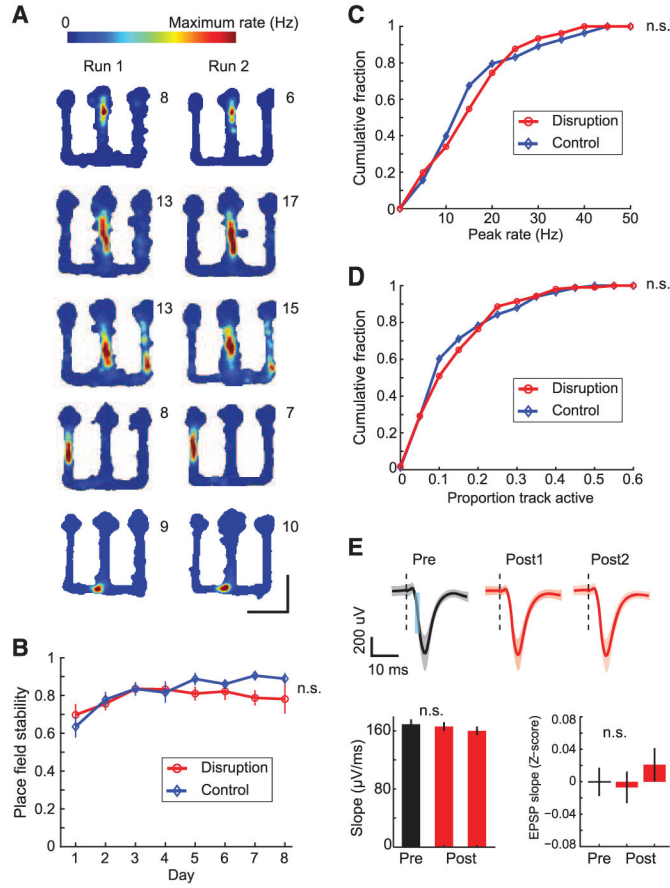 A
0 Maximum rate (Hz)
Run 1 Run 2
8 6
13 17
13 15
8 7
9 10
B
Place field stability
1
0.8
0.6
0.4
0.2
0
n.s.
Disruption
Control
1 2 3 4 5 6 7 8
Day
C
Cumulative fraction
1
0.8
0.6
0.4
0.2
0
n.s.
Disruption
Control
0 10 20 30 40 50
Peak rate (Hz)
D
Cumulative fraction
1
0.8
0.6
0.4
0.2
0
n.s.
Disruption
Control
0 0.1 0.2 0.3 0.4 0.5 0.6
Proportion track active
E
Pre Post1 Post2
200 uV
10 ms
Slope (µV/ms)
160
80
0
n.s.
Pre Post
EPSP slope (Z-score)
0.08
0.04
0
−0.04
−0.08
n.s.
Pre Post